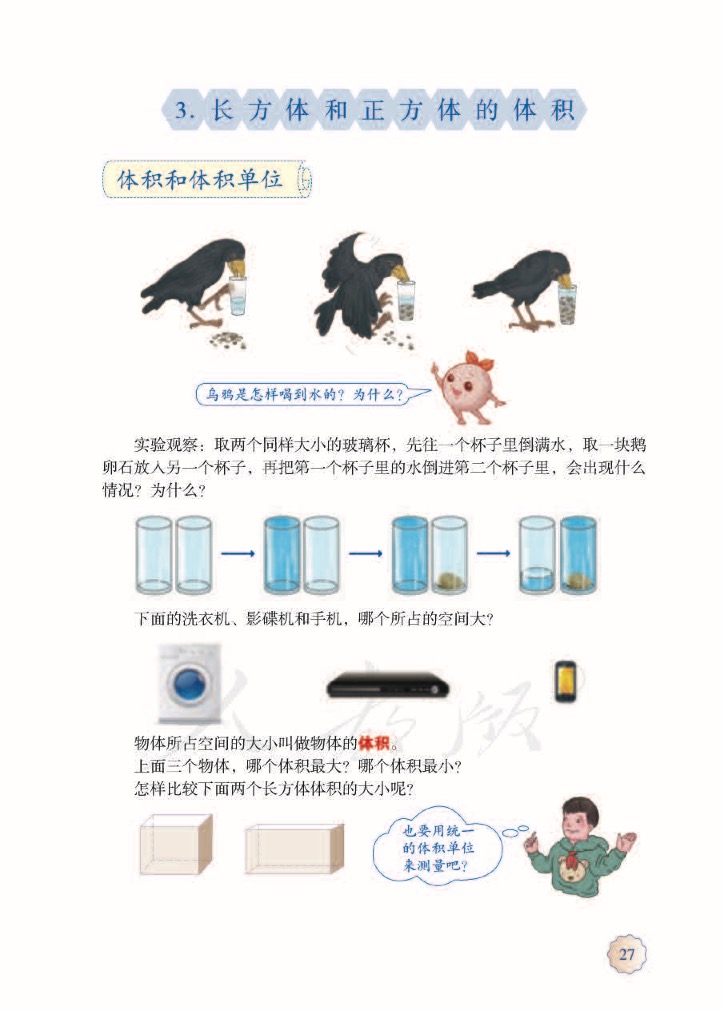 3. 长方体和正方体的体积
体积和体积单位
乌鸦是怎样喝到水的？为什么？
实验观察：取两个同样大小的玻璃杯，先往一个杯子里倒满水，取一块鹅
卵石放入另一个杯子，再把第一个杯子里的水倒进第二个杯子里，会出现什么
情况？为什么？
下面的洗衣机、影碟机和手机，哪个所占的空间大？
人教版
物体所占空间的大小叫做物体的体积。
上面三个物体，哪个体积最大？哪个体积最小？
怎样比较下面两个长方体体积的大小呢？
也要用统一
的体积单位
来测量吧？
27